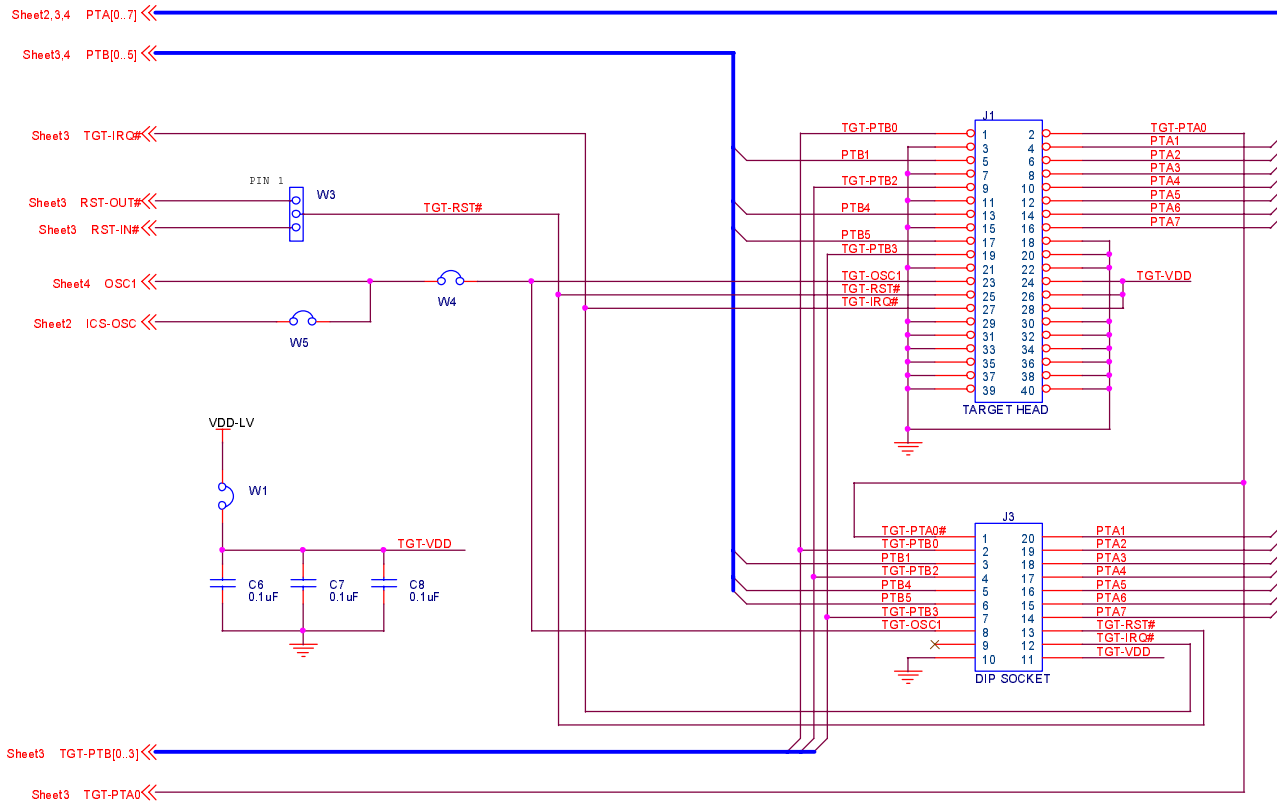 Sheet2,3,4 PTA[0..7]
Sheet3,4 PTB[0..5]
Sheet3 TGT-IRQ#
PIN 1
W3
Sheet3 RST-OUT#
TGT-RST#
Sheet3 RST-IN#
Sheet4 OSC1
W4
Sheet2 ICS-OSC
W5
VDD-LV
W1
TGT-VDD
C6
0.1uF
C7
0.1uF
C8
0.1uF
J1
TGT-PTB0 1 2 TGT-PTA0
3 4 PTA1
PTB1 5 6 PTA2
7 8 PTA3
TGT-PTB2 9 10 PTA4
11 12 PTA5
PTB4 13 14 PTA6
15 16 PTA7
PTB5 17 18
TGT-PTB3 19 20
21 22
TGT-OSC1 23 24 TGT-VDD
TGT-RST# 25 26
TGT-IRQ# 27 28
29 30
31 32
33 34
35 36
37 38
39 40
TARGET HEAD
J3
TGT-PTA0# 1 20 PTA1
TGT-PTB0 2 19 PTA2
PTB1 3 18 PTA3
TGT-PTB2 4 17 PTA4
PTB4 5 16 PTA5
PTB5 6 15 PTA6
TGT-PTB3 7 14 PTA7
TGT-OSC1 8 13 TGT-RST#
9 12 TGT-IRQ#
10 11 TGT-VDD
DIP SOCKET
Sheet3 TGT-PTB[0..3]
Sheet3 TGT-PTA0